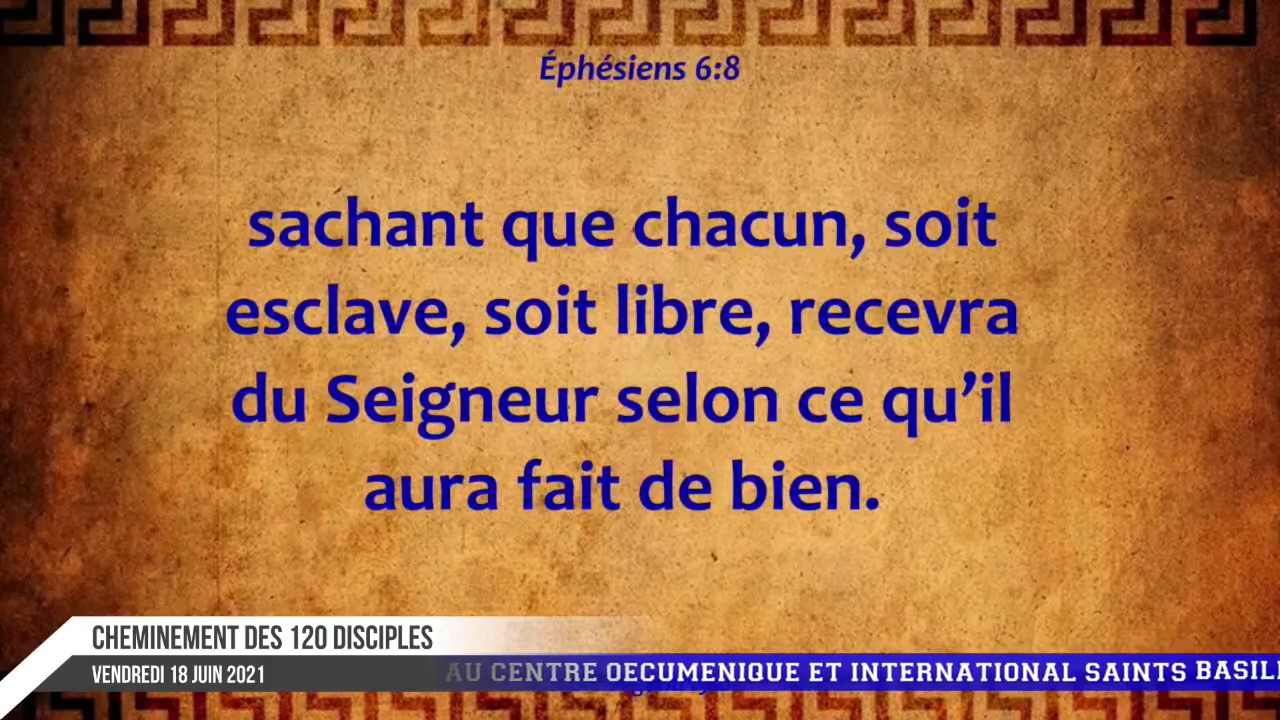 Éphésiens 6:8
sachant que chacun, soit
esclave, soit libre, recevra
du Seigneur selon ce qu’il
aura fait de bien.
CHEMINEMENT DES 120 DISCIPLES
VENDREDI 18 JUIN 2021
AU CENTRE OECUMENIQUE ET INTERNATIONAL SAINTS